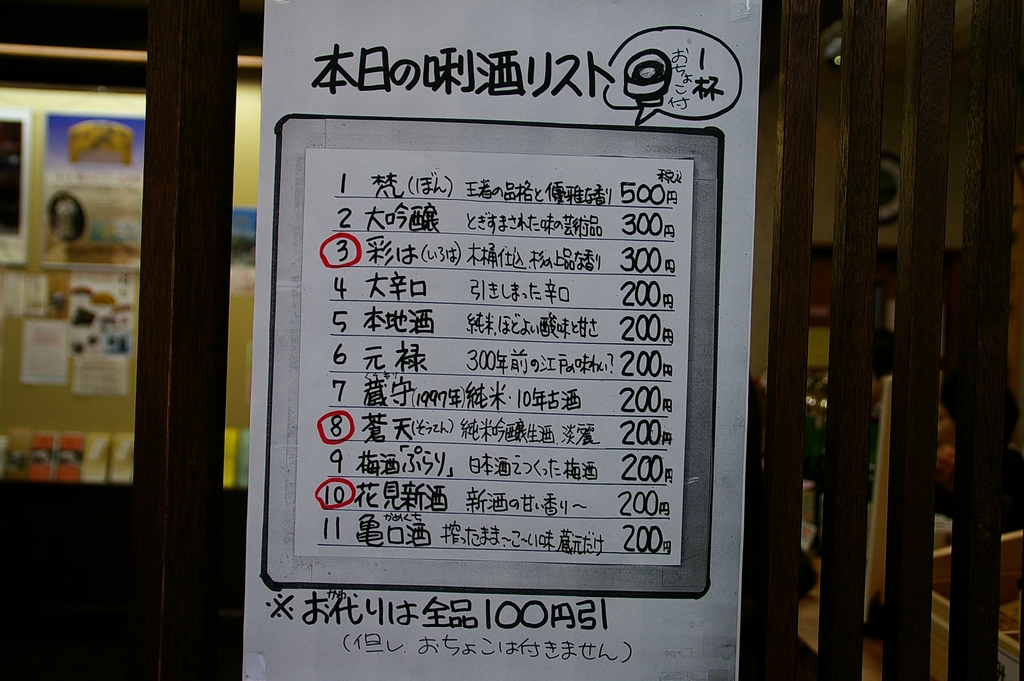 本日の唎酒リスト
1杯
おちょこ付
税込
1 梵(ぼん) 王者の品格と優雅な香り 500円
2 大吟醸 とぎすまされた味の芸術品 300円
3 彩は(いろは) 木桶仕込、杉の上品な香り 300円
4 大辛口 引きしまった辛口 200円
5 本地酒 純米、ほどよい酸味と甘さ 200円
6 元禄 300年前の江戸の味わい? 200円
7 蔵守(1997年)純米・10年古酒 200円
8 蒼天(そうてん) 純米吟醸生酒、淡麗 200円
9 梅酒「ぷらり」 日本酒でつくった梅酒 200円
10 花見新酒 新酒の甘い香り〜 200円
かめくち
11 亀口酒 搾ったまま〜こ〜い味 蔵元だけ 200円
※お代りは全品100円引
(但し、おちょこは付きません)